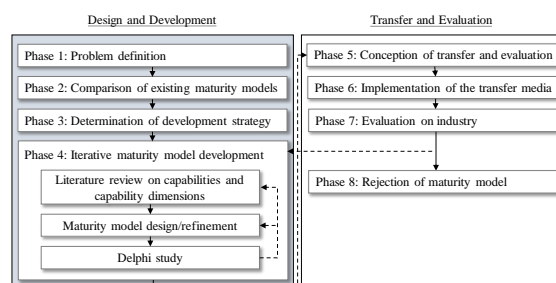 Design and Development
Phase 1: Problem definition
Phase 2: Comparison of existing maturity models
Phase 3: Determination of development strategy
Phase 4: Iterative maturity model development
Literature review on capabilities and
capability dimensions
Maturity model design/refinement
Delphi study
Transfer and Evaluation
Phase 5: Conception of transfer and evaluation
Phase 6: Implementation of the transfer media
Phase 7: Evaluation on industry
Phase 8: Rejection of maturity model